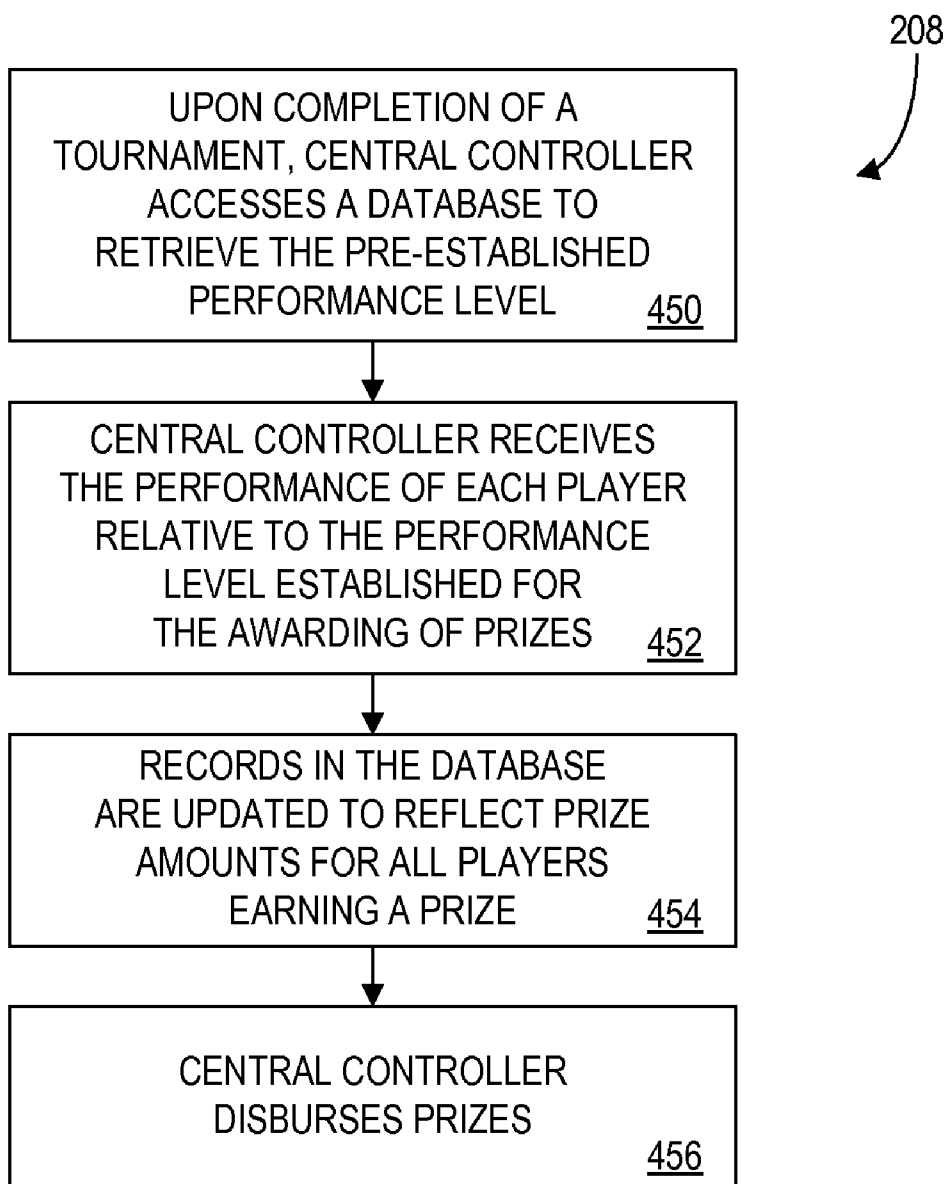 208
UPON COMPLETION OF A
TOURNAMENT, CENTRAL CONTROLLER
ACCESSES A DATABASE TO
RETRIEVE THE PRE-ESTABLISHED
PERFORMANCE LEVEL
450
CENTRAL CONTROLLER RECEIVES
THE PERFORMANCE OF EACH PLAYER
RELATIVE TO THE PERFORMANCE
LEVEL ESTABLISHED FOR
THE AWARDING OF PRIZES
452
RECORDS IN THE DATABASE
ARE UPDATED TO REFLECT PRIZE
AMOUNTS FOR ALL PLAYERS
EARNING A PRIZE
454
CENTRAL CONTROLLER
DISBURSES PRIZES
456